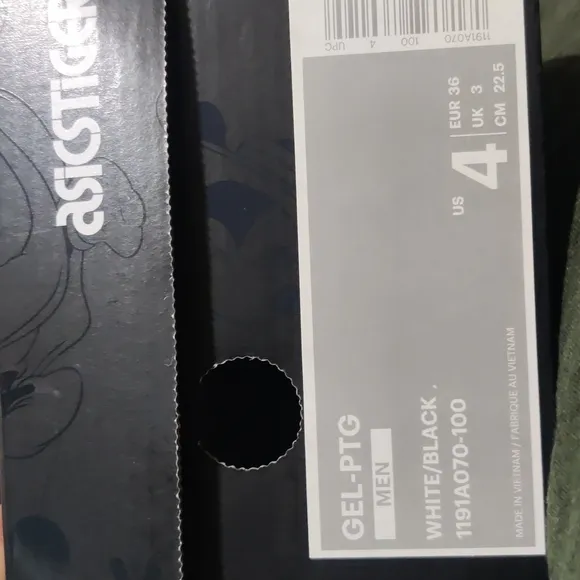 ASICSTIGER
GEL-PTG
MEN
WHITE/BLACK .
1191A070-100
MADE IN VIETNAM / FABRIQUE AU VIETNAM
US 4
EUR 36
UK 3
CM 22.5
1191A070 100 4 UPC